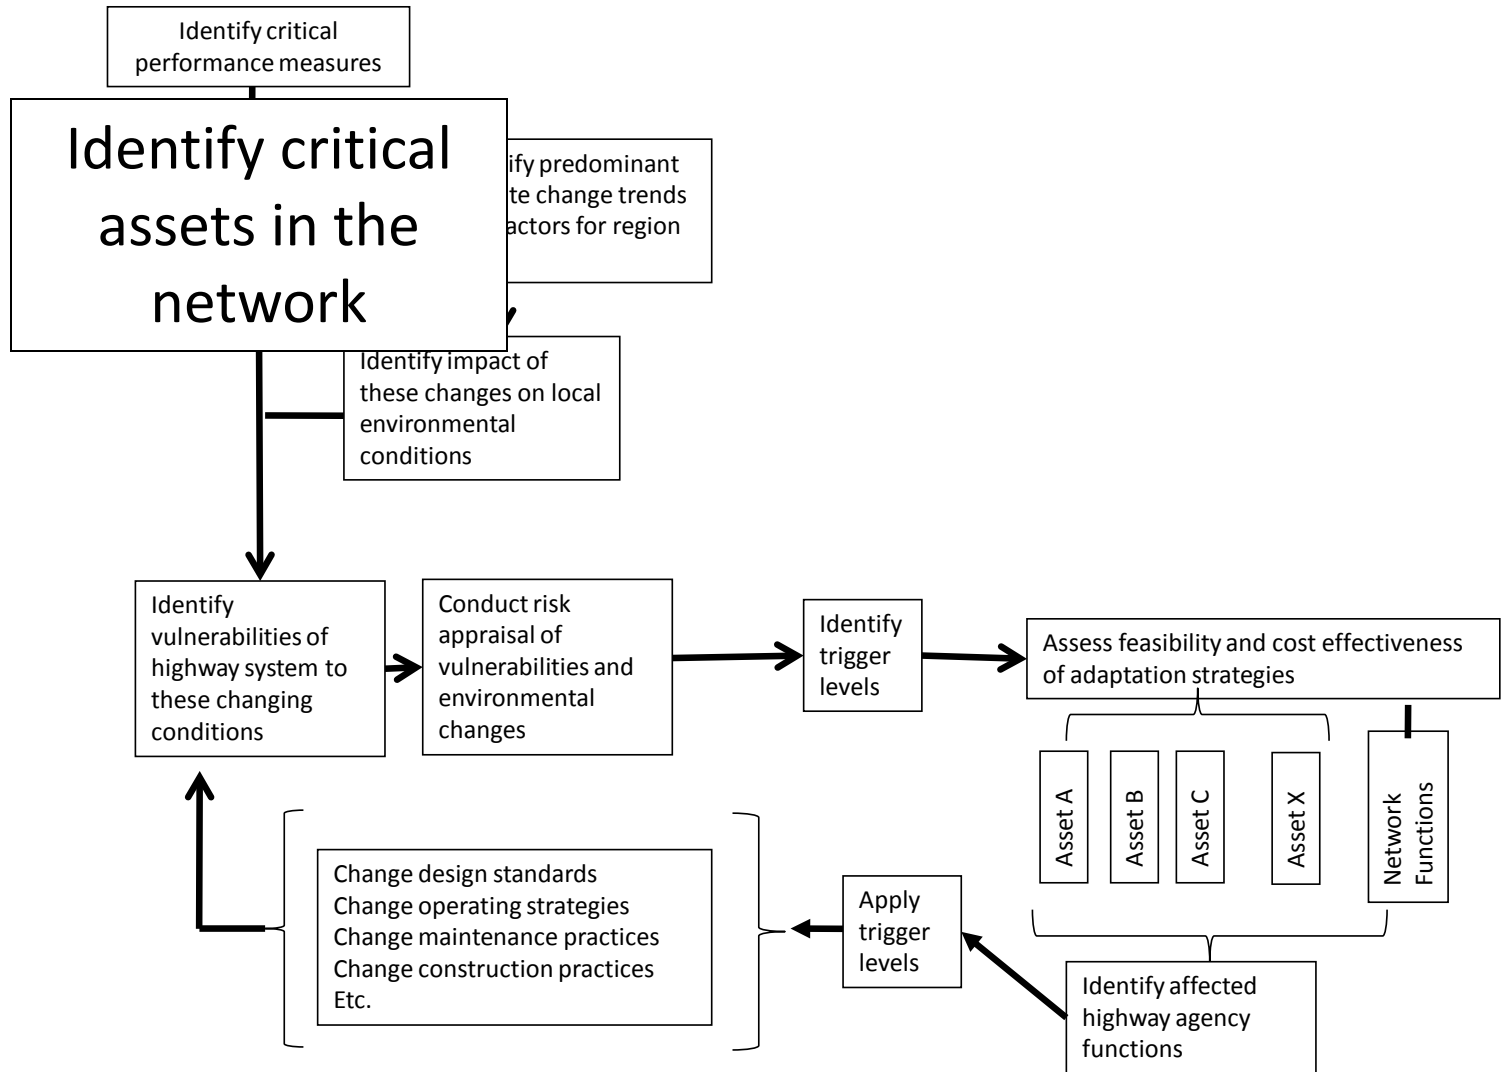 Identify critical
performance measures
Identify critical
assets in the
network
ify predominant
te change trends
actors for region
Identify impact of
these changes on local
environmental
conditions
Identify
vulnerabilities of
highway system to
these changing
conditions
Conduct risk
appraisal of
vulnerabilities and
environmental
changes
Identify
trigger
levels
Assess feasibility and cost effectiveness
of adaptation strategies
Asset A
Asset B
Asset C
Asset X
Network
Functions
Change design standards
Change operating strategies
Change maintenance practices
Change construction practices
Etc.
Apply
trigger
levels
Identify affected
highway agency
functions